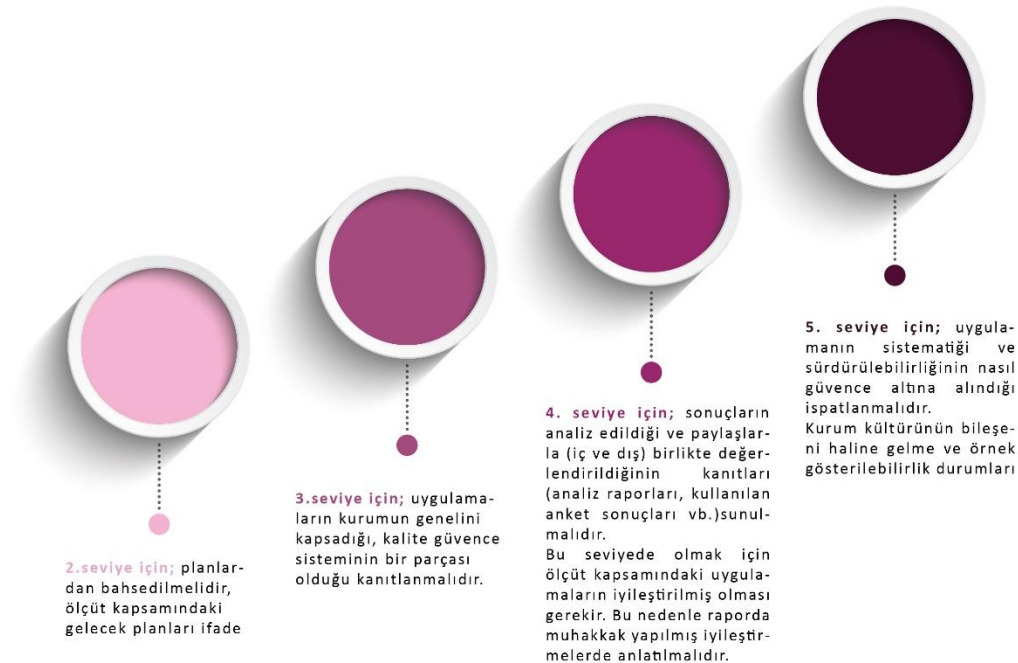 2.seviye için; planlar-
dan bahsedilmelidir,
ölçüt kapsamındaki
gelecek planları ifade
3.seviye için; uygulama-
ların kurumun genelini
kapsadığı, kalite güvence
sisteminin bir parçası
olduğu kanıtlanmalıdır.
4. seviye için; sonuçların
analiz edildiği ve paylaşlar-
la (iç ve dış) birlikte değer-
lendirildiğinin kanıtları
(analiz raporları, kullanılan
anket sonuçları vb.)sunul-
malıdır.
Bu seviyede olmak için
ölçüt kapsamındaki uygula-
maların iyileştirilmiş olması
gerekir. Bu nedenle raporda
muhakkak yapılmış iyileştir-
melerde anlatılmalıdır.
5. seviye için; uygula-
manın sistematiği ve
sürdürülebilirliğinin nasıl
güvence altına alındığı
ispatlanmalıdır.
Kurum kültürünün bileşe-
ni haline gelme ve örnek
gösterilebilirlik durumları